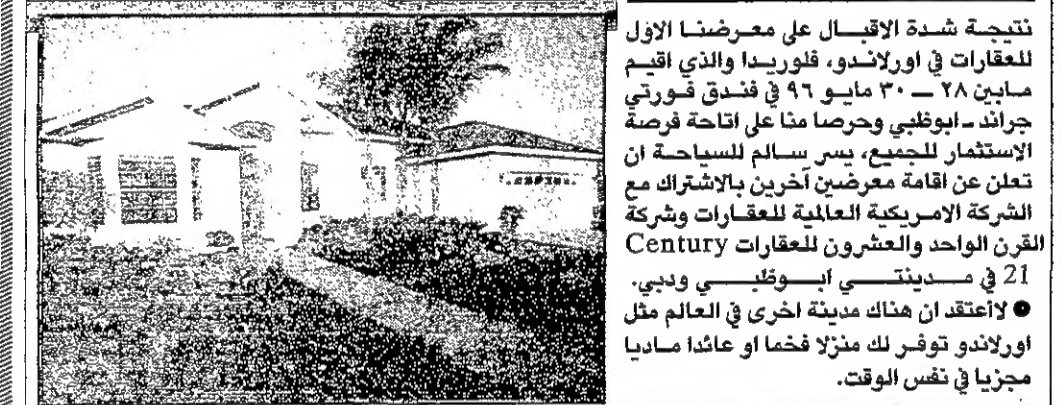 نتيجة شدة الاقبال على معرضنا الاول
للعقارات في اورلاندو، فلوريدا والذي اقيم
مابين ٢٨ ــ ٣٠ مايو ٩٦ في فندق فورتي
جراند ـ ابوظبي وحرصا منا على اتاحة فرصة
الاستثمار للجميع، يسر سالم للسياحة ان
تعلن عن اقامة معرضين آخرين بالاشتراك مع
الشركة الامريكية العالمية للعقارات وشركة
القرن الواحد والعشرون للعقارات Century
21 في مدينتي ابوظبي ودبي.
● لاأعتقد ان هناك مدينة اخرى في العالم مثل
اورلاندو توفر لك منزلا فخما او عائدا ماديا
مجزيا في نفس الوقت.